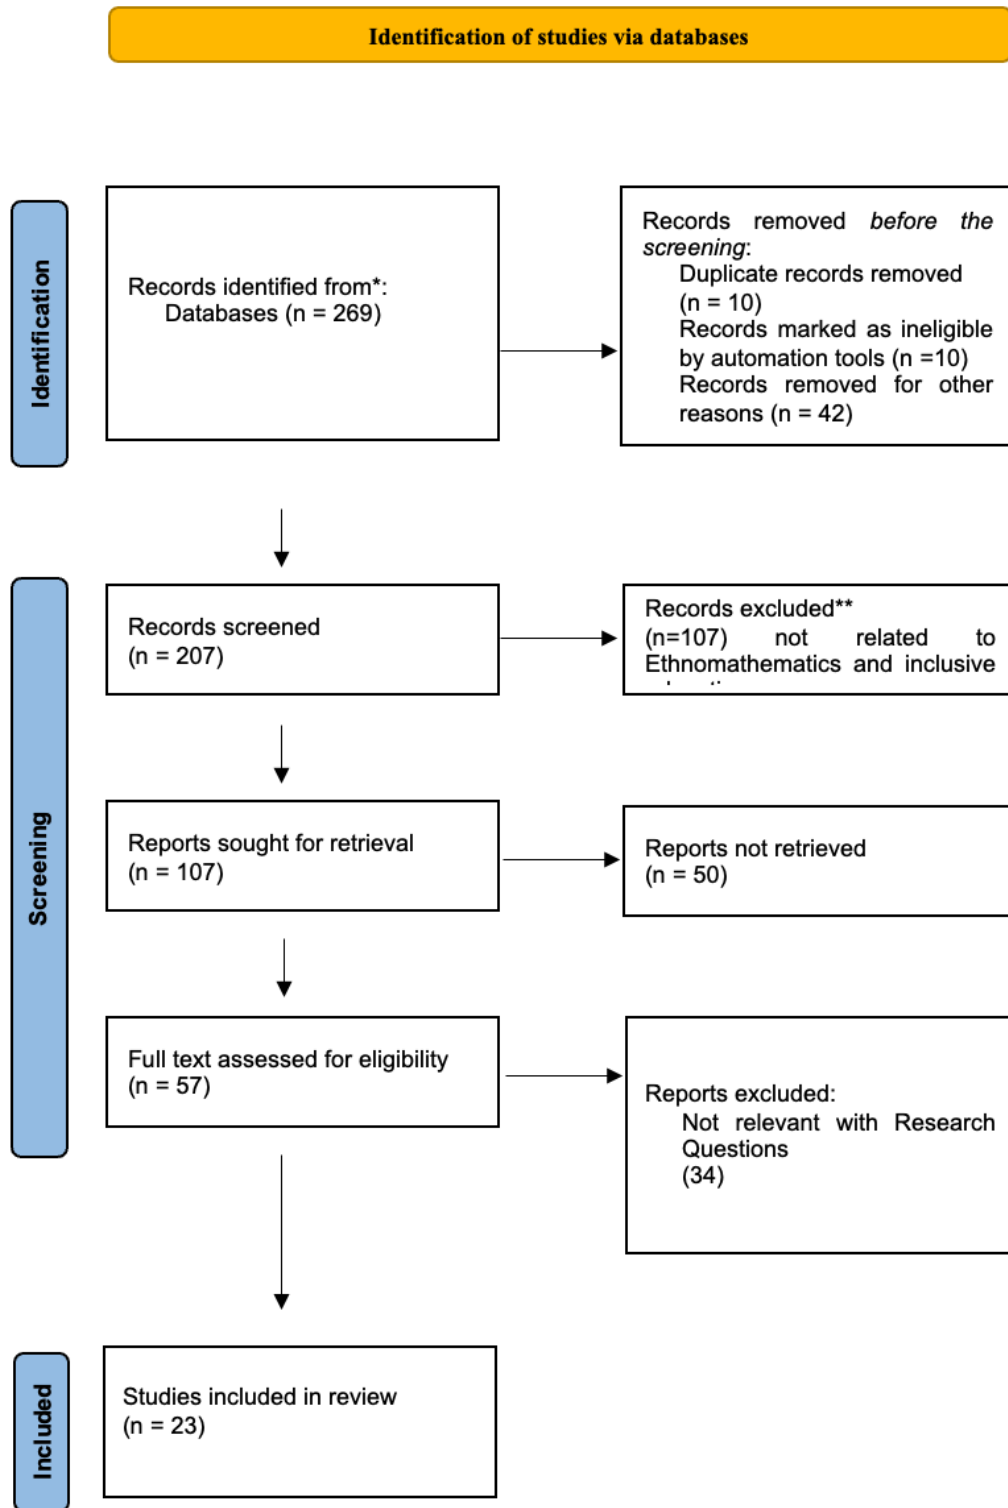 Identification of studies via databases
Identification
Records identified from*:
Databases (n = 269)
Records removed before the
screening:
Duplicate records removed
(n = 10)
Records marked as ineligible
by automation tools (n =10)
Records removed for other
reasons (n = 42)
Screening
Records screened
(n = 207)
Records excluded**
(n=107) not related to
Ethnomathematics and inclusive
Reports sought for retrieval
(n = 107)
Reports not retrieved
(n = 50)
Full text assessed for eligibility
(n = 57)
Reports excluded:
Not relevant with Research
Questions
(34)
Included
Studies included in review
(n = 23)